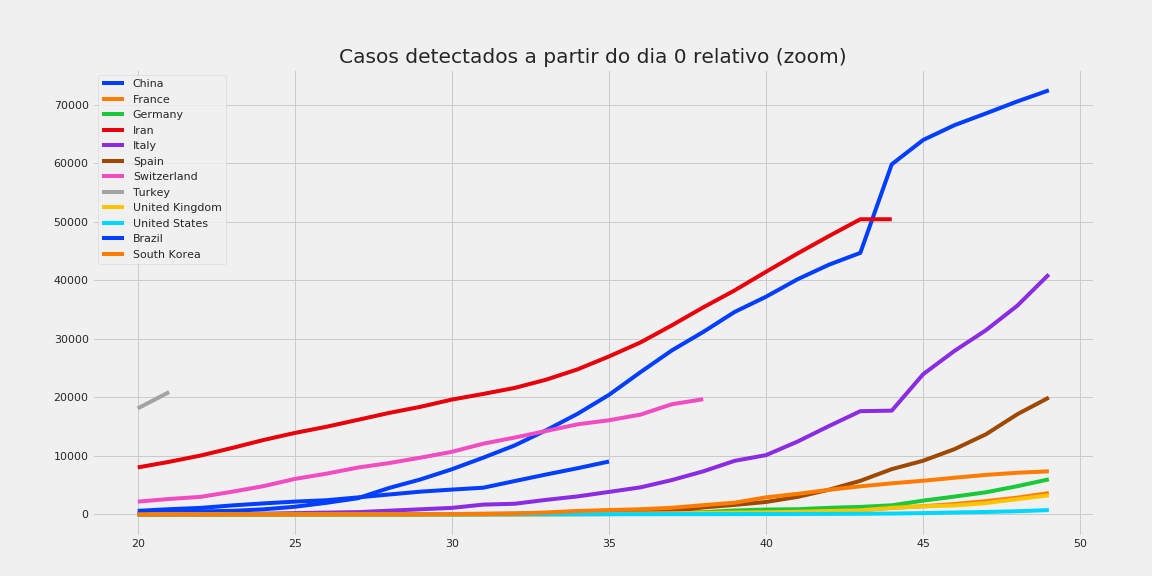 Casos detectados a partir do dia 0 relativo (zoom)
China
France
Germany
Iran
Italy
Spain
Switzerland
Turkey
United Kingdom
United States
Brazil
South Korea
70000
60000
50000
40000
30000
20000
10000
0
20 25 30 35 40 45 50